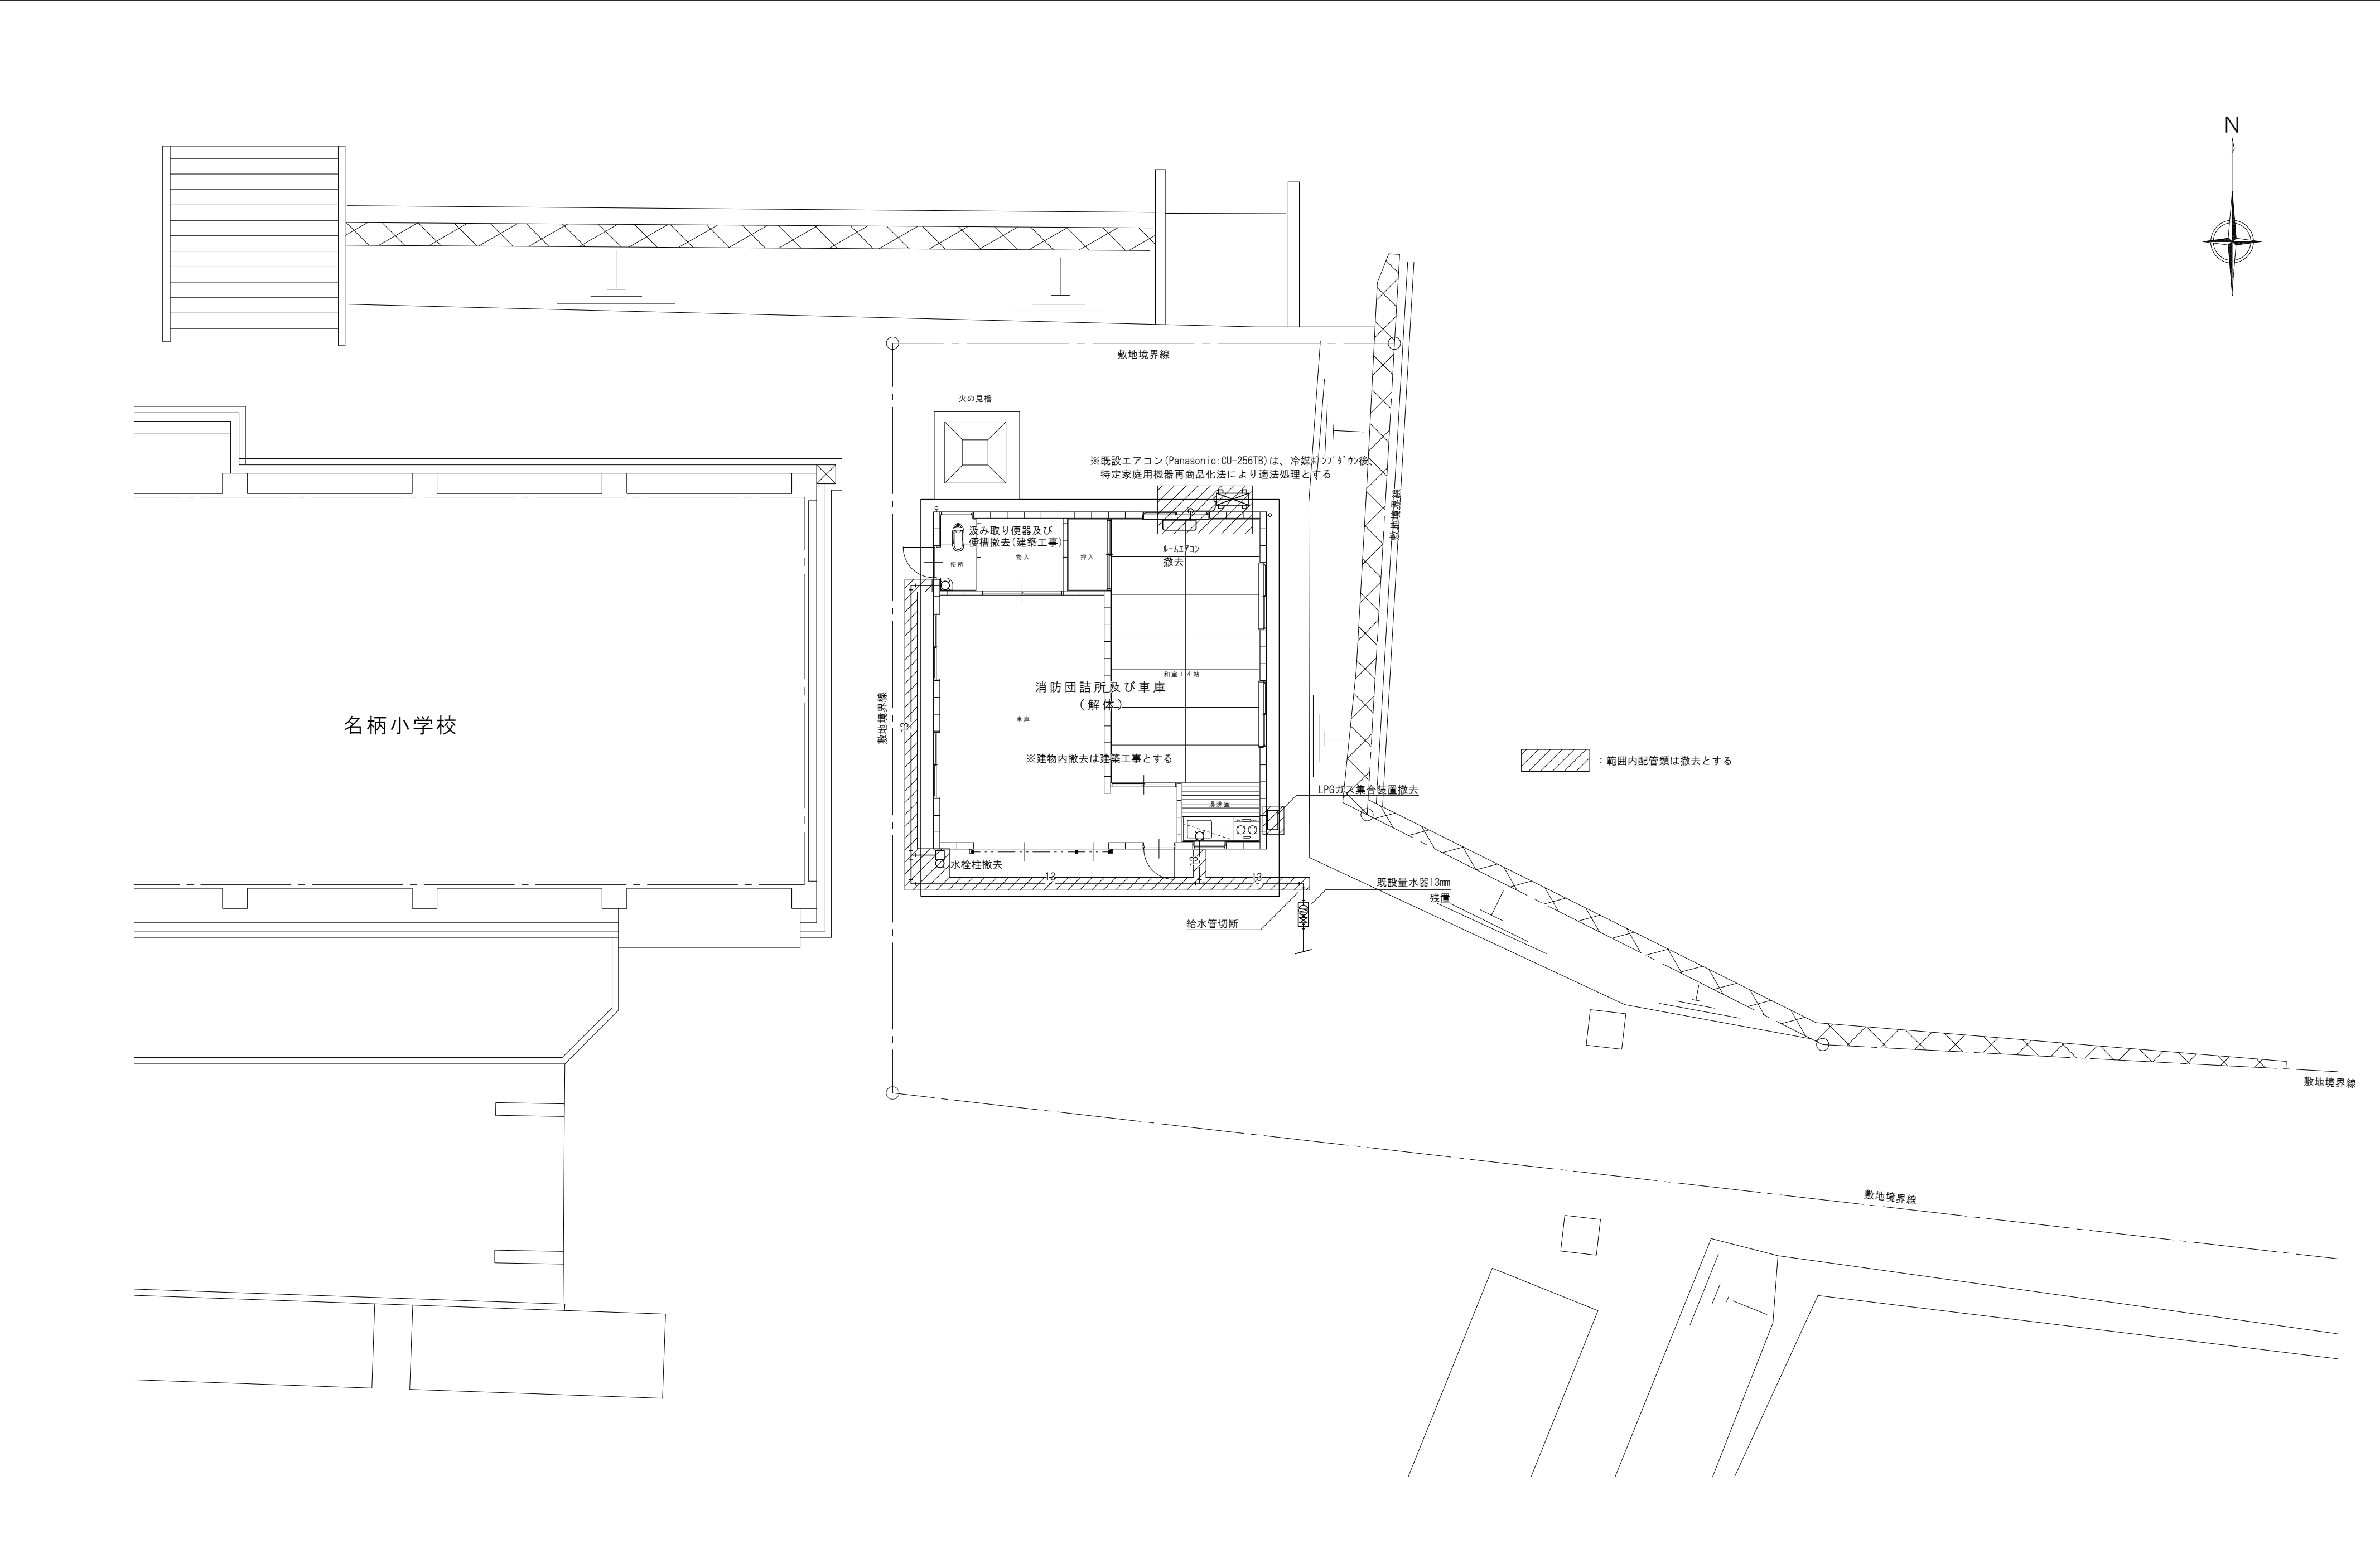 N
敷地境界線
火の見櫓
※既設エアコン(Panasonic:CU-256TB)は、冷媒ﾎﾟﾝﾌﾟﾀﾞｳﾝ後、
特定家庭用機器再商品化法により適法処理とする
敷地境界線
汲み取り便器及び
便槽撤去(建築工事)
物入
押入
便所
ﾙｰﾑｴｱｺﾝ
撤去
和室14帖
消防団詰所及び車庫
(解体)
車庫
敷地境界線
13
名柄小学校
※建物内撤去は建築工事とする
：範囲内配管類は撤去とする
LPGガス集合装置撤去
湯沸室
水栓柱撤去
13
13
13
既設量水器13mm
残置
給水管切断
敷地境界線
敷地境界線